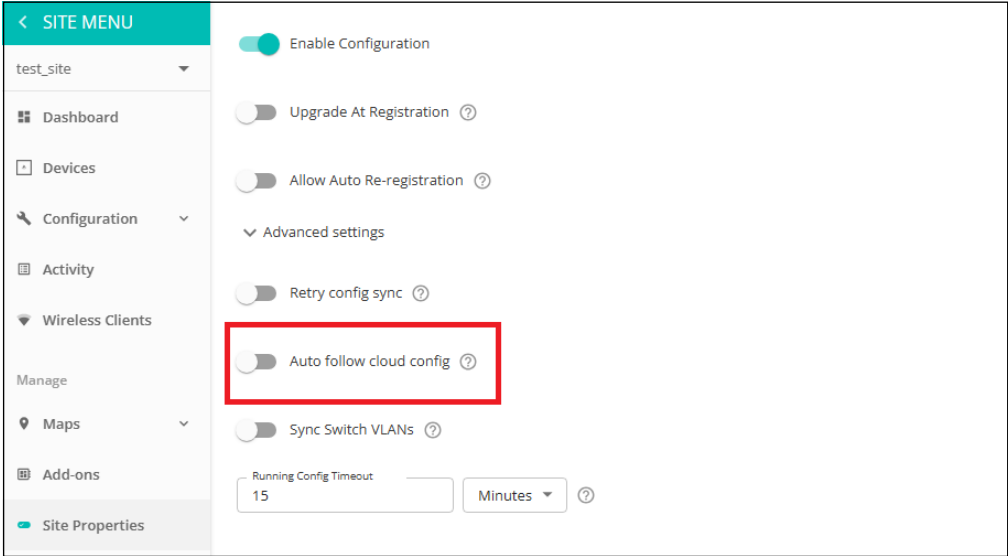 SITE MENU
test_site
Dashboard
Devices
Configuration
Activity
Wireless Clients
Manage
Maps
Add-ons
Site Properties
Enable Configuration
Upgrade At Registration ?
Allow Auto Re-registration ?
Advanced settings
Retry config sync ?
Auto follow cloud config ?
Sync Switch VLANs ?
Running Config Timeout
15 Minutes ?